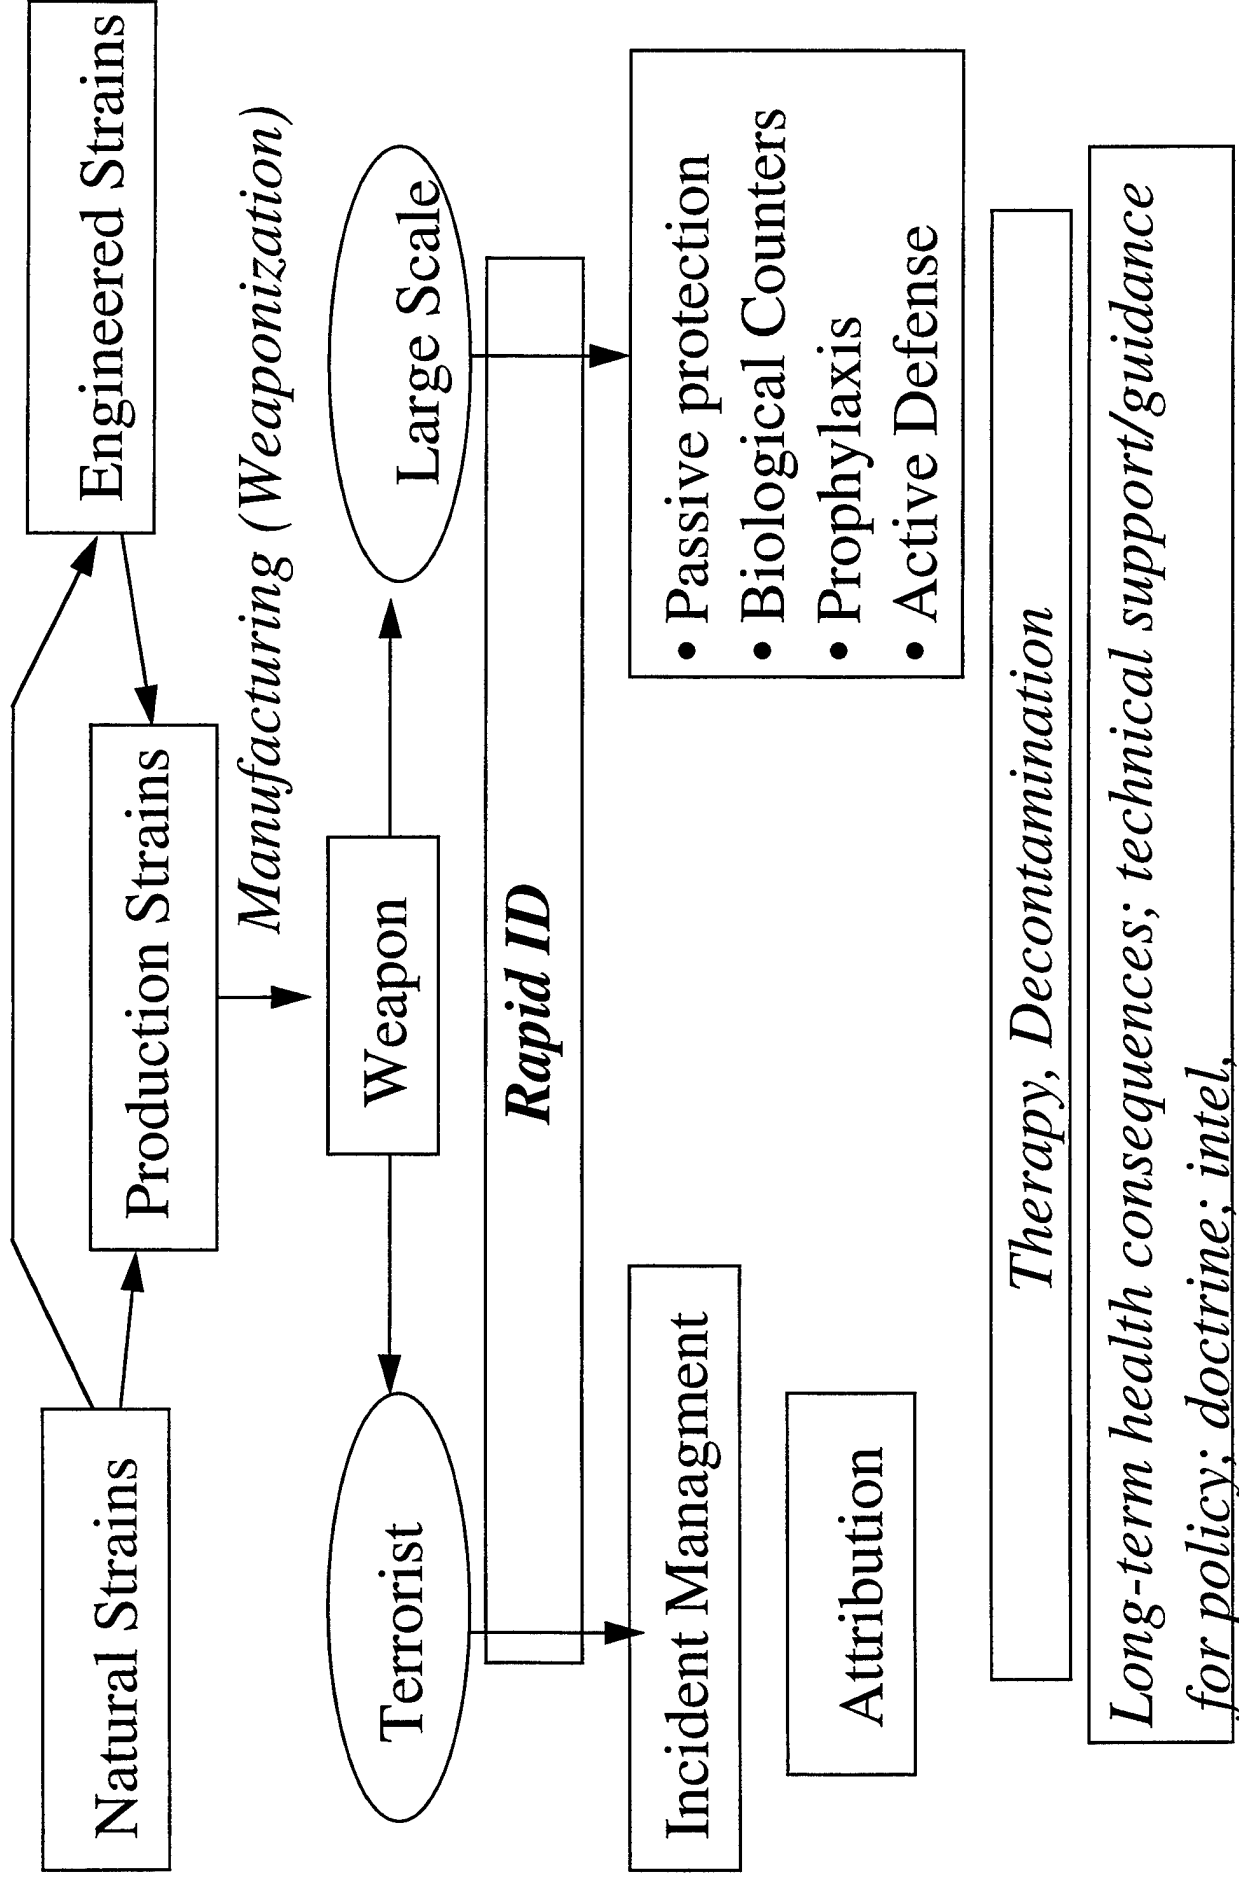 Natural Strains
Engineered Strains
Production Strains
Manufacturing (Weaponization)
Terrorist
Weapon
Large Scale
Rapid ID
Incident Managment
• Passive protection
• Biological Counters
• Prophylaxis
• Active Defense
Attribution
Therapy, Decontamination
Long-term health consequences; technical support/guidance
for policy; doctrine; intel,